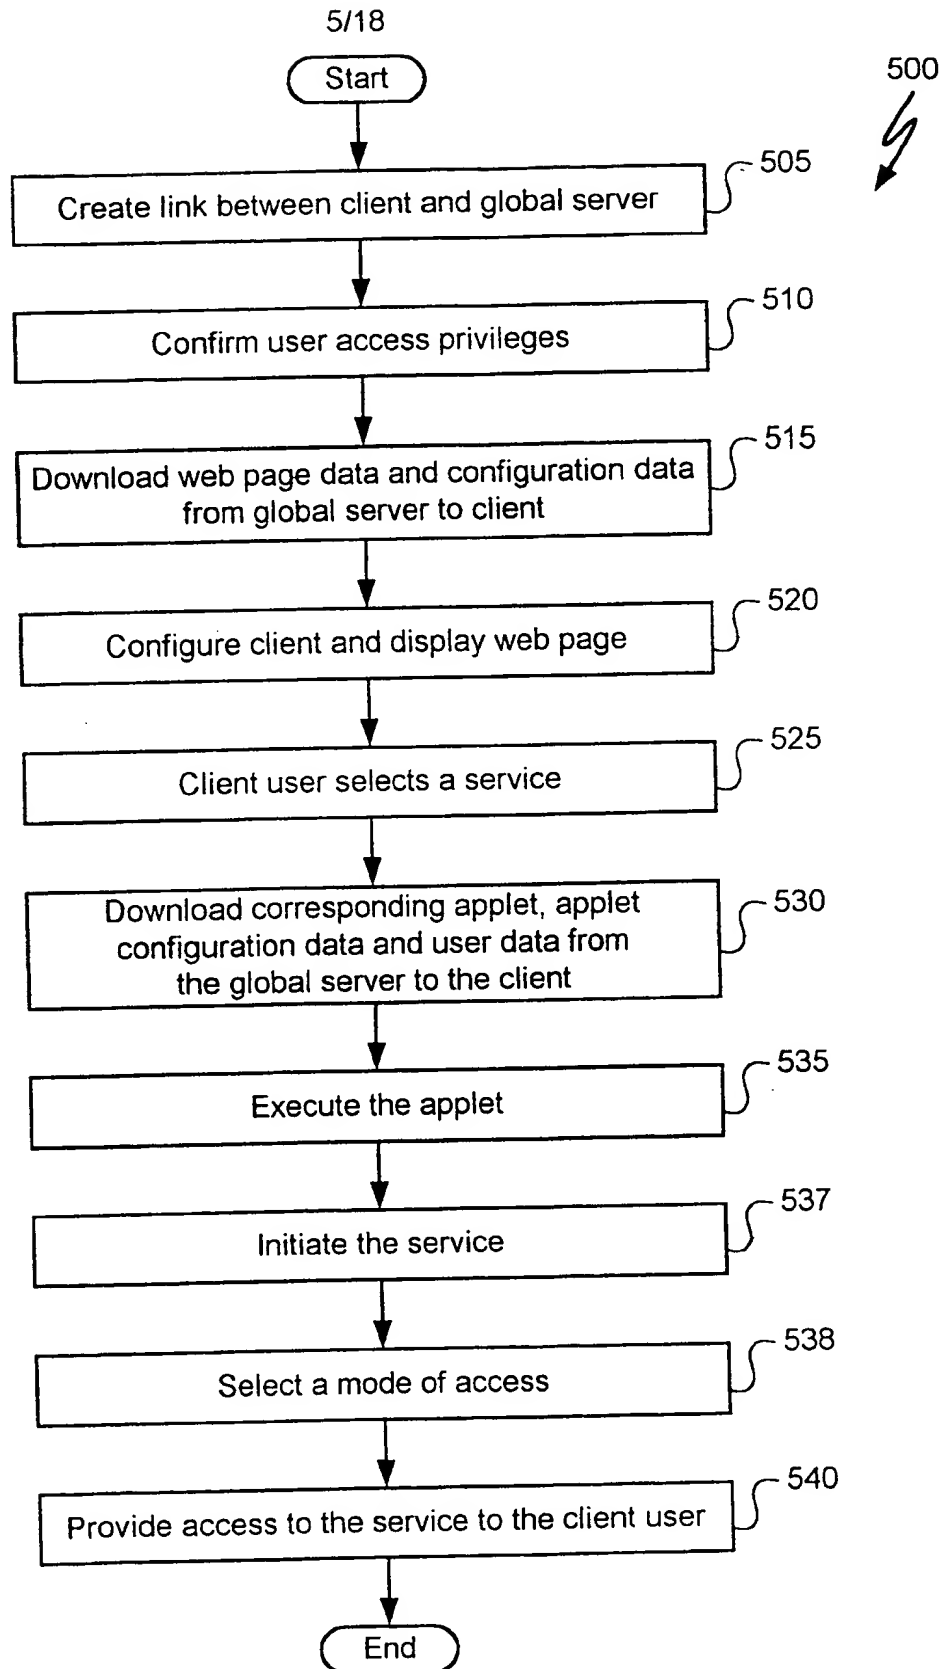 5/18
Start
500
Create link between client and global server
505
Confirm user access privileges
510
Download web page data and configuration data
from global server to client
515
Configure client and display web page
520
Client user selects a service
525
Download corresponding applet, applet
configuration data and user data from
the global server to the client
530
Execute the applet
535
Initiate the service
537
Select a mode of access
538
Provide access to the service to the client user
540
End